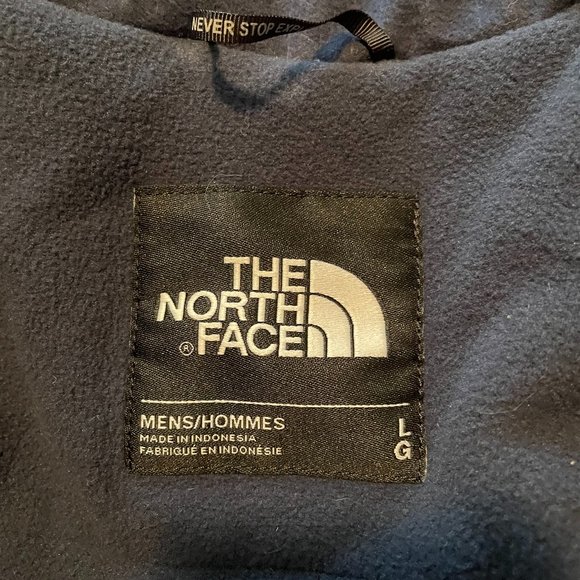 NEVER STOP
THE
NORTH
FACE
®
MENS/HOMMES
MADE IN INDONESIA
FABRIQUÉ EN INDONÉSIE
L
G